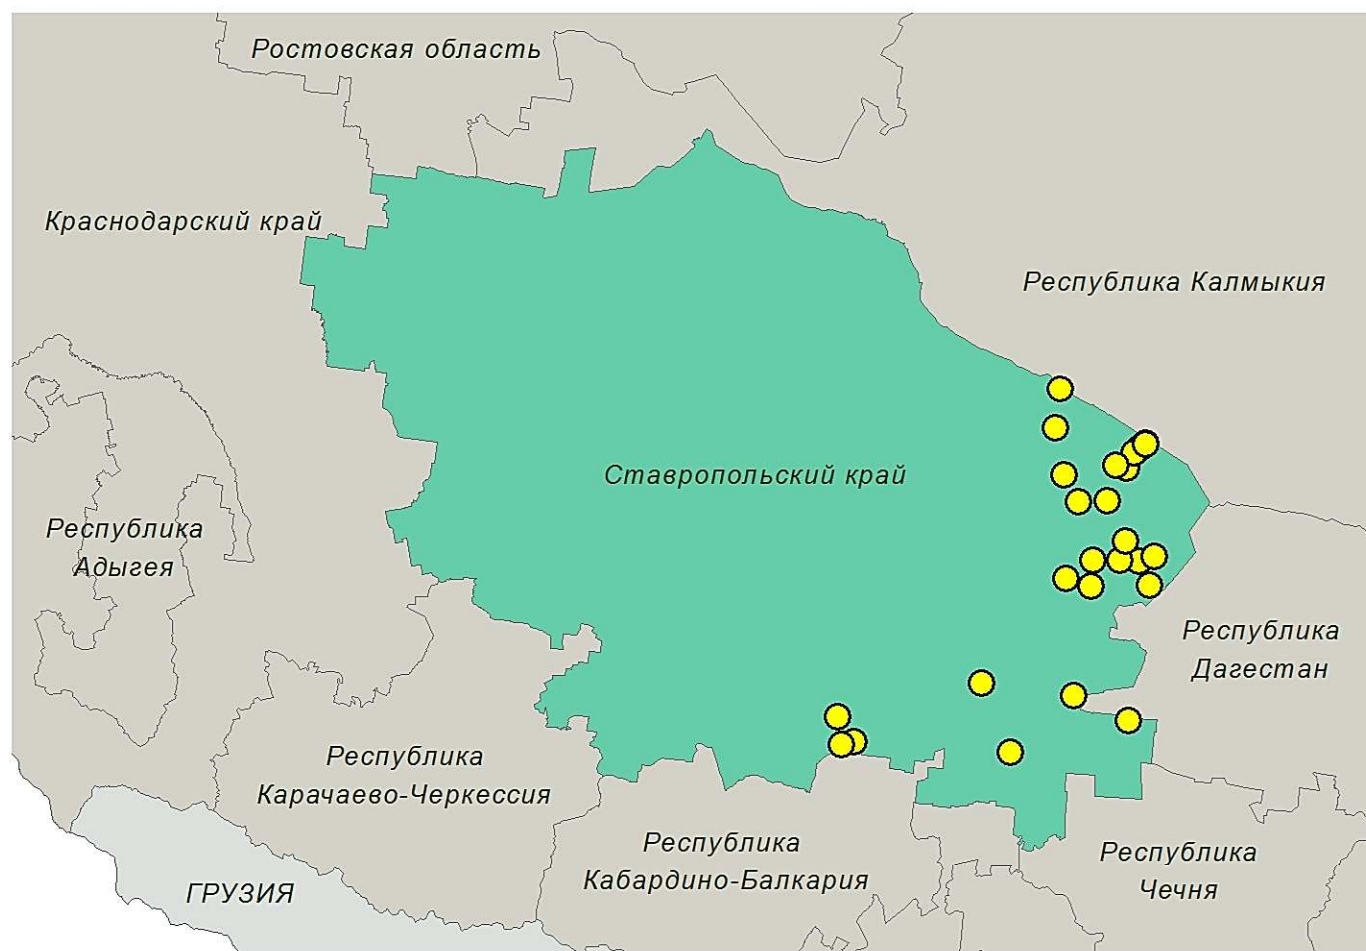 Ростовская область
Краснодарский край
Республика Калмыкия
Ставропольский край
Республика
Адыгея
Республика
Дагестан
Республика
Карачаево-Черкессия
Республика
Кабардино-Балкария
Республика
Чечня
ГРУЗИЯ